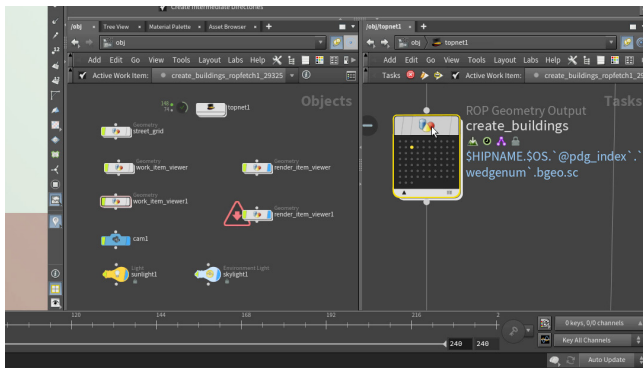 Create Intermediate Directories
/obj
Tree View
Material Palette
Asset Browser
obj
Add Edit Go View Tools Layout Labs Help
Active Work Item: create_buildings_ropfetch1_29325
Objects
topnet1
Geometry
street_grid
Geometry
work_item_viewer
Geometry
render_item_viewer
Geometry
work_item_viewer1
Geometry
render_item_viewer1
cam1
Light
sunlight1
Environment Light
skylight1
/obj/topnet1
obj topnet1
Add Edit Go View Tools Layout Labs Help
Tasks Active Work Item: create_buildings_ropfetch1_29
Tasks
ROP Geometry Output
create_buildings
$HIPNAME.$OS.`@pdg_index`.`
wedgenum`.bgeo.sc
120 144 168 192 216 2
240 240
0 keys, 0/0 channels
Key All Channels
Auto Update